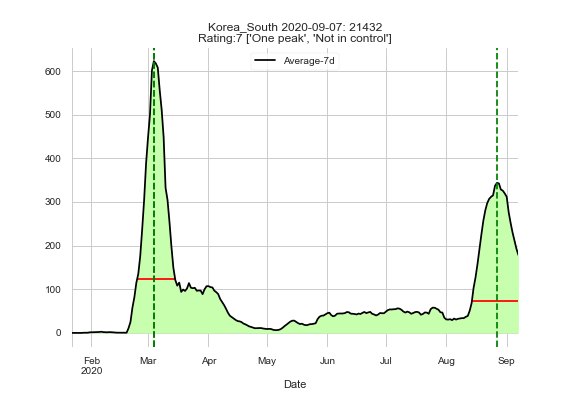 Korea_South 2020-09-07: 21432
Rating:7 ['One peak', 'Not in control']
Average-7d
600
500
400
300
200
100
0
Feb Mar Apr May Jun Jul Aug Sep
2020
Date